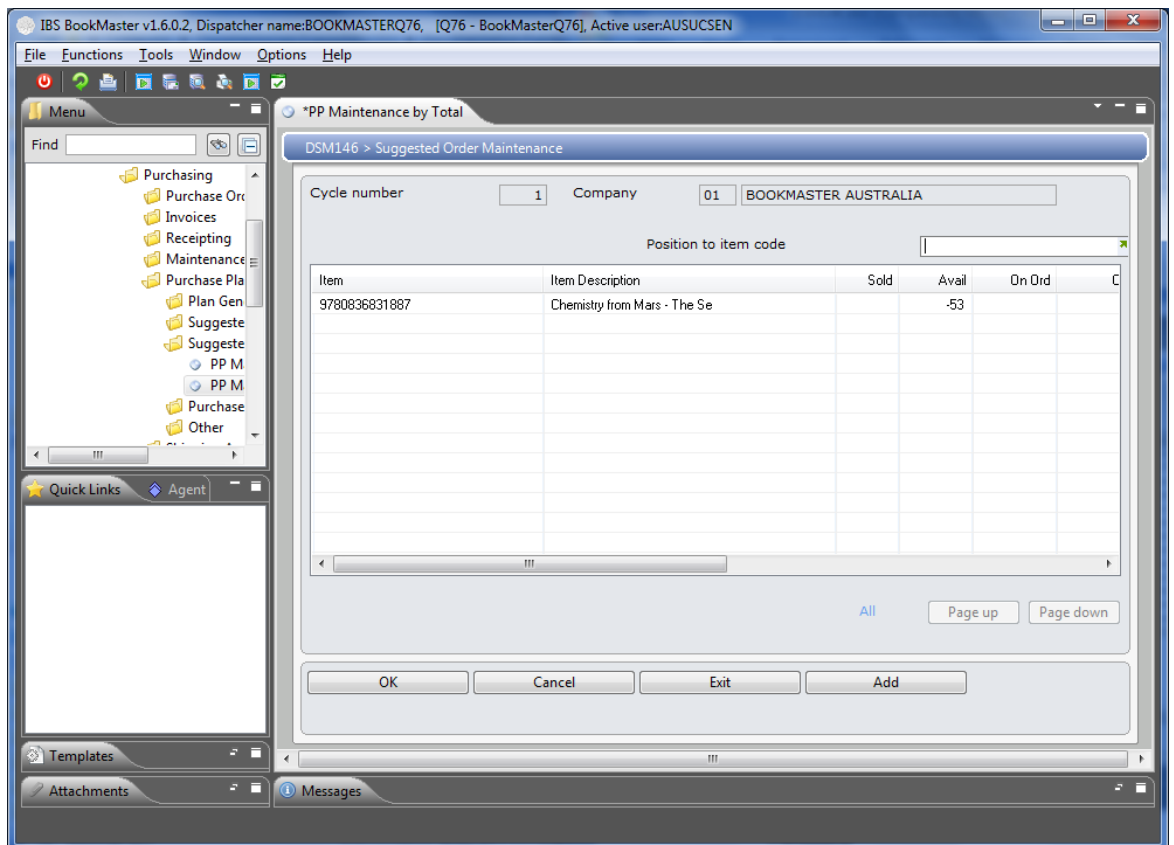 IBS BookMaster v1.6.0.2, Dispatcher name:BOOKMASTERQ76, [Q76 - BookMasterQ76], Active user:AUSUCSEN
File Functions Tools Window Options Help
Menu
Find
Purchasing
Purchase Orc
Invoices
Receipting
Maintenance
Purchase Pla
Plan Gen
Suggeste
Suggeste
PP M
PP M
Purchase
Other
Quick Links Agent
Templates
Attachments
*PP Maintenance by Total
DSM146 > Suggested Order Maintenance
Cycle number 1 Company 01 BOOKMASTER AUSTRALIA
Position to item code
Item Item Description Sold Avail On Ord C
9780836831887 Chemistry from Mars - The Se -53
All Page up Page down
OK Cancel Exit Add
Messages